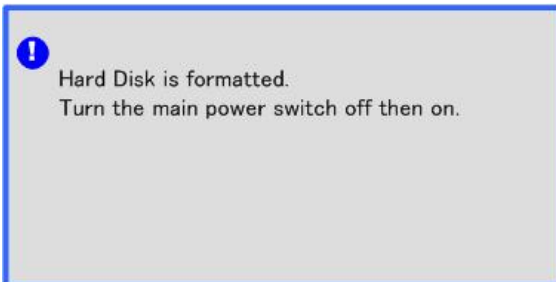 Hard Disk is formatted.
Turn the main power switch off then on.